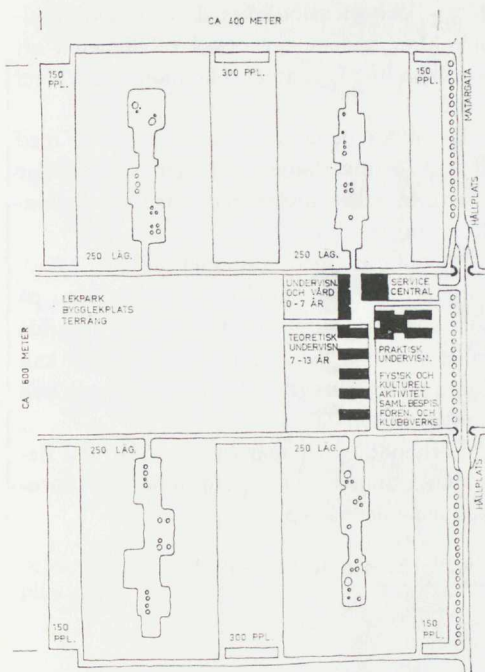 CA 400 METER
150
PPL.
300 PPL.
150
PPL.
MATARGATA
HÅLLPLATS
250 LÄG.
250 LÄG.
UNDERVISN.
OCH VÅRD
0-7 ÅR
SERVICE
CENTRAL
LEKPARK
BYGGLEKPLATS
TERRÄNG
TEORETISK
UNDERVISN.
7-13 ÅR
PRAKTISK
UNDERVISN.
FYSISK OCH
KULTURELL
AKTIVITET
SAML. BESPIS.
FÖREN. OCH
KLUBBVERKS.
CA 600 METER
250 LÄG.
250 LÄG.
HÅLLPLATS
150
PPL.
300 PPL.
150
PPL.